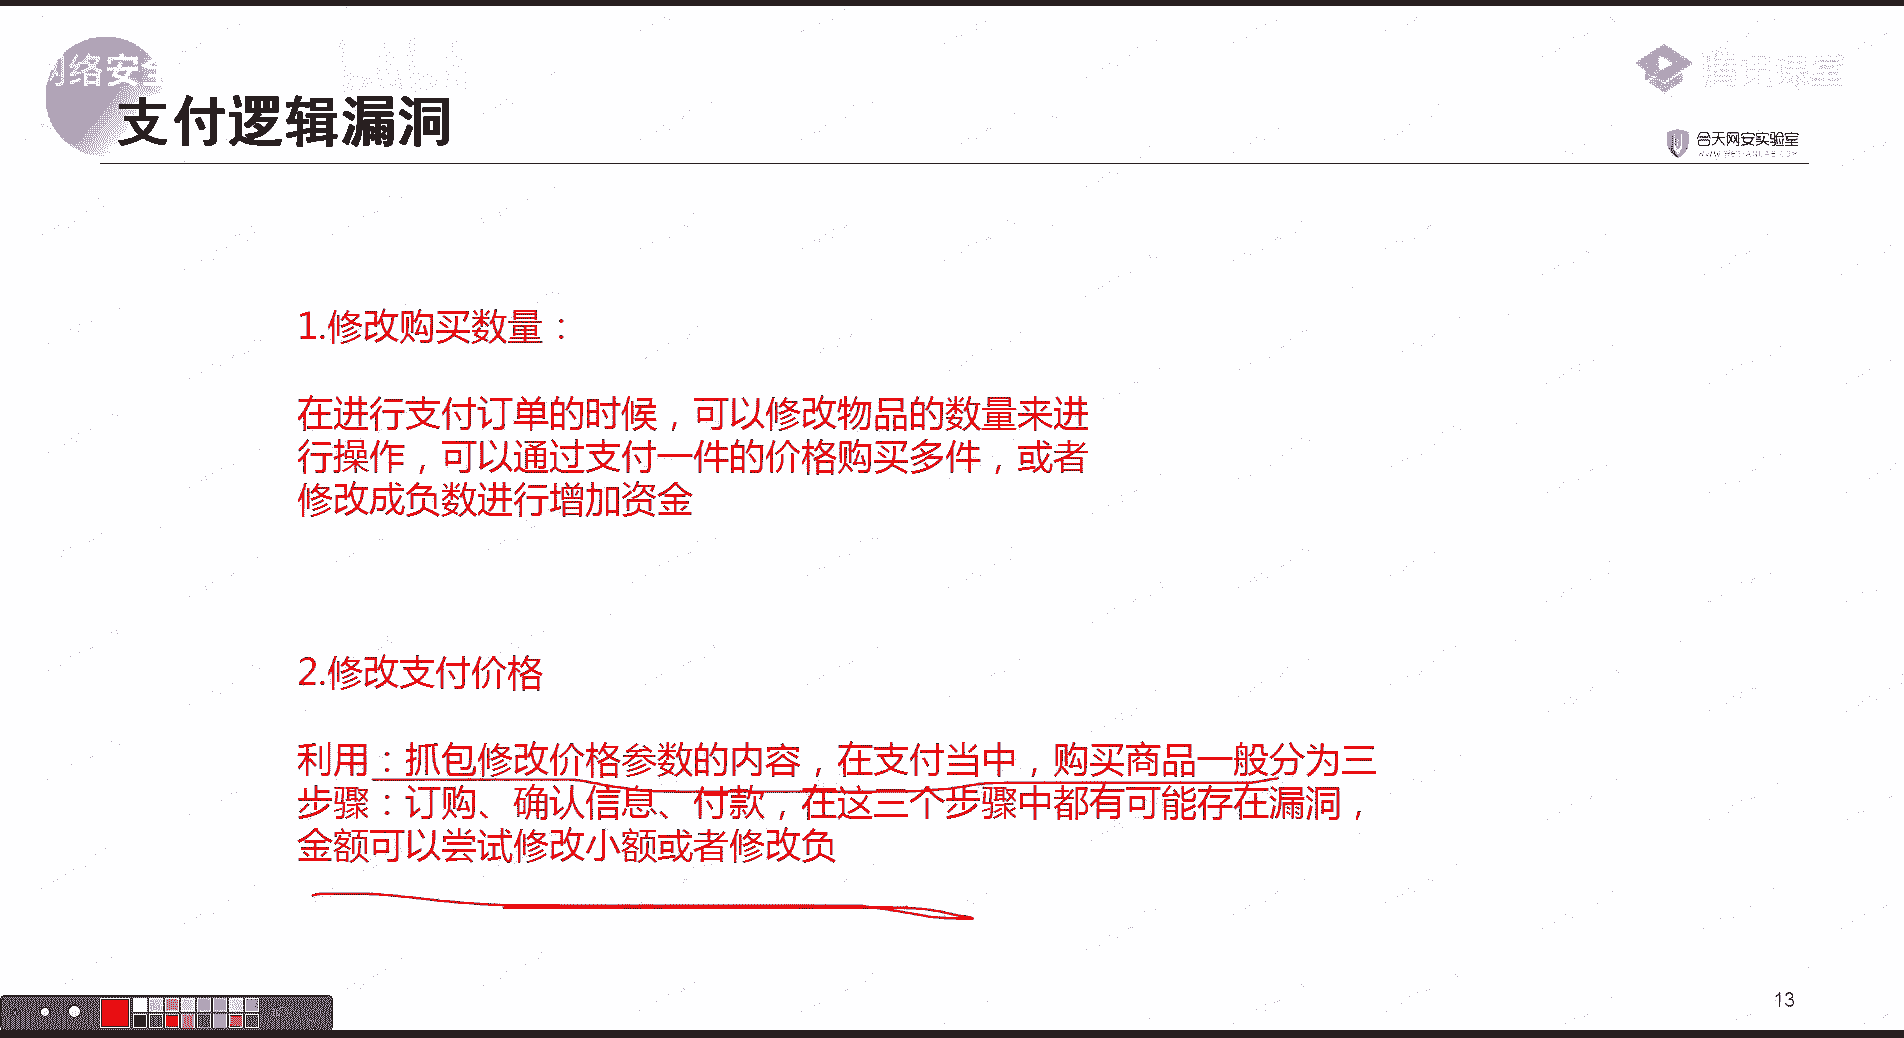 网络安全
支付逻辑漏洞
腾讯课堂
合天网安实验室
1.修改购买数量：
在进行支付订单的时候，可以修改物品的数量来进
行操作，可以通过支付一件的价格购买多件，或者
修改成负数进行增加资金
2.修改支付价格
利用：抓包修改价格参数的内容，在支付当中，购买商品一般分为三
步骤：订购、确认信息、付款，在这三个步骤中都有可能存在漏洞，
金额可以尝试修改小额或者修改负
13